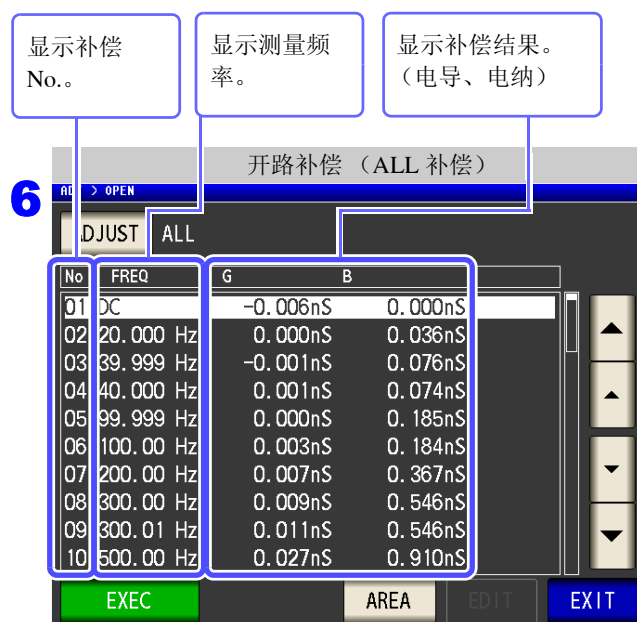 显示补偿
No.。
显示测量频
率。
显示补偿结果。
（电导、电纳）
开路补偿 （ALL 补偿）
6
> OPEN
ALL
No FREQ G B
01 DC -0.006nS 0.000nS
02 20.000 Hz 0.000nS 0.036nS
03 39.999 Hz -0.001nS 0.076nS
04 40.000 Hz 0.001nS 0.074nS
05 99.999 Hz 0.000nS 0.185nS
06 100.00 Hz 0.003nS 0.184nS
07 200.00 Hz 0.007nS 0.367nS
08 300.00 Hz 0.009nS 0.546nS
09 300.01 Hz 0.011nS 0.546nS
10 500.00 Hz 0.027nS 0.910nS
EXEC AREA EDIT EXIT